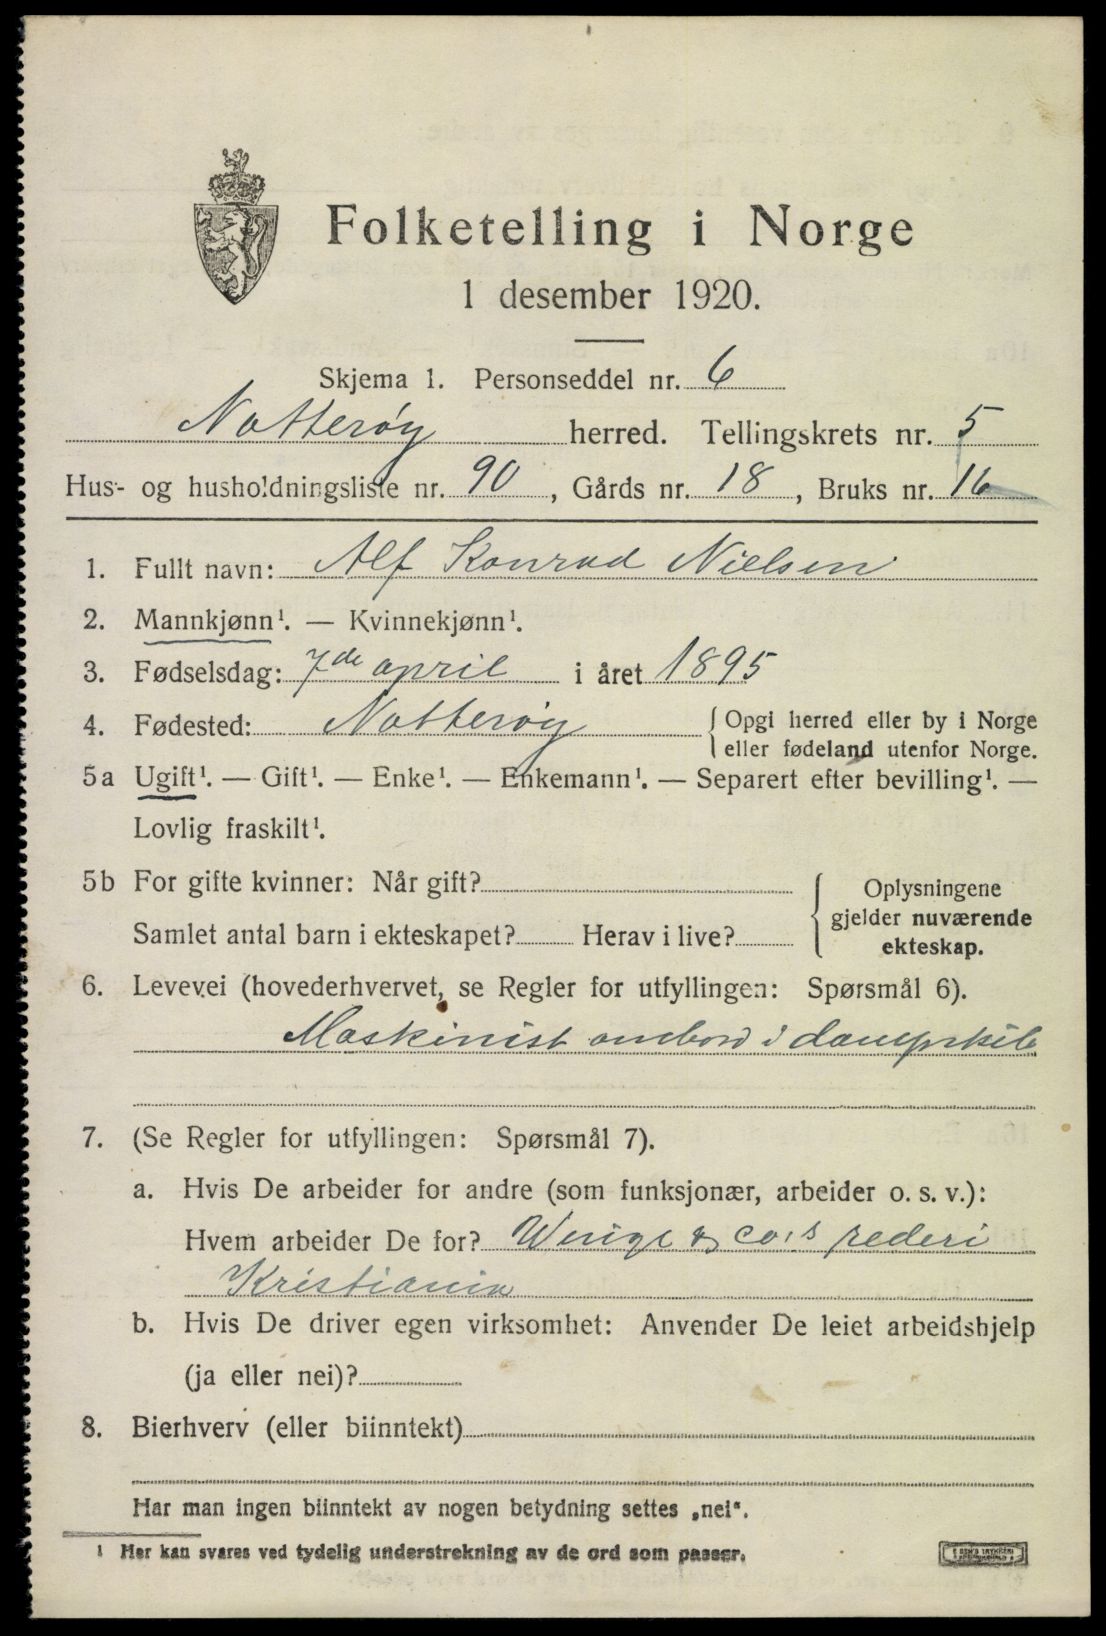 Folketelling i Norge
1 desember 1920.
Skjema 1. Personseddel nr. 6
Nøtterøy herred. Tellingskrets nr. 5
Hus- og husholdningsliste nr. 90, Gårds nr. 18, Bruks nr. 16
1. Fullt navn: Alf Konrad Nielsen
2. Mannkjønn¹. — Kvinnekjønn¹.
3. Fødselsdag: 7de april i året 1895
4. Fødested: Nøtterøy { Opgi herred eller by i Norge
eller fødeland utenfor Norge.
5a Ugift¹. — Gift¹. — Enke¹. — Enkemann¹. — Separert efter bevilling¹. —
Lovlig fraskilt¹.
5b For gifte kvinner: Når gift?
Samlet antal barn i ekteskapet? Herav i live?
Oplysningene
gjelder nuværende
ekteskap.
6. Levevei (hovederhvervet, se Regler for utfyllingen: Spørsmål 6).
Maskinist ombord i dampskib
7. (Se Regler for utfyllingen: Spørsmål 7).
a. Hvis De arbeider for andre (som funksjonær, arbeider o. s. v.):
Hvem arbeider De for? & co:s rederi
Kristiania
b. Hvis De driver egen virksomhet: Anvender De leiet arbeidshjelp
(ja eller nei)?
8. Bierhverv (eller biinntekt)
Har man ingen biinntekt av nogen betydning settes „nei“.
¹ Her kan svares ved tydelig understrekning av de ord som passer.